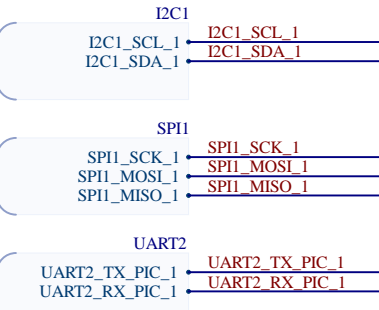 I2C1
I2C1_SCL_1 I2C1_SCL_1
I2C1_SDA_1 I2C1_SDA_1
SPI1
SPI1_SCK_1 SPI1_SCK_1
SPI1_MOSI_1 SPI1_MOSI_1
SPI1_MISO_1 SPI1_MISO_1
UART2
UART2_TX_PIC_1 UART2_TX_PIC_1
UART2_RX_PIC_1 UART2_RX_PIC_1